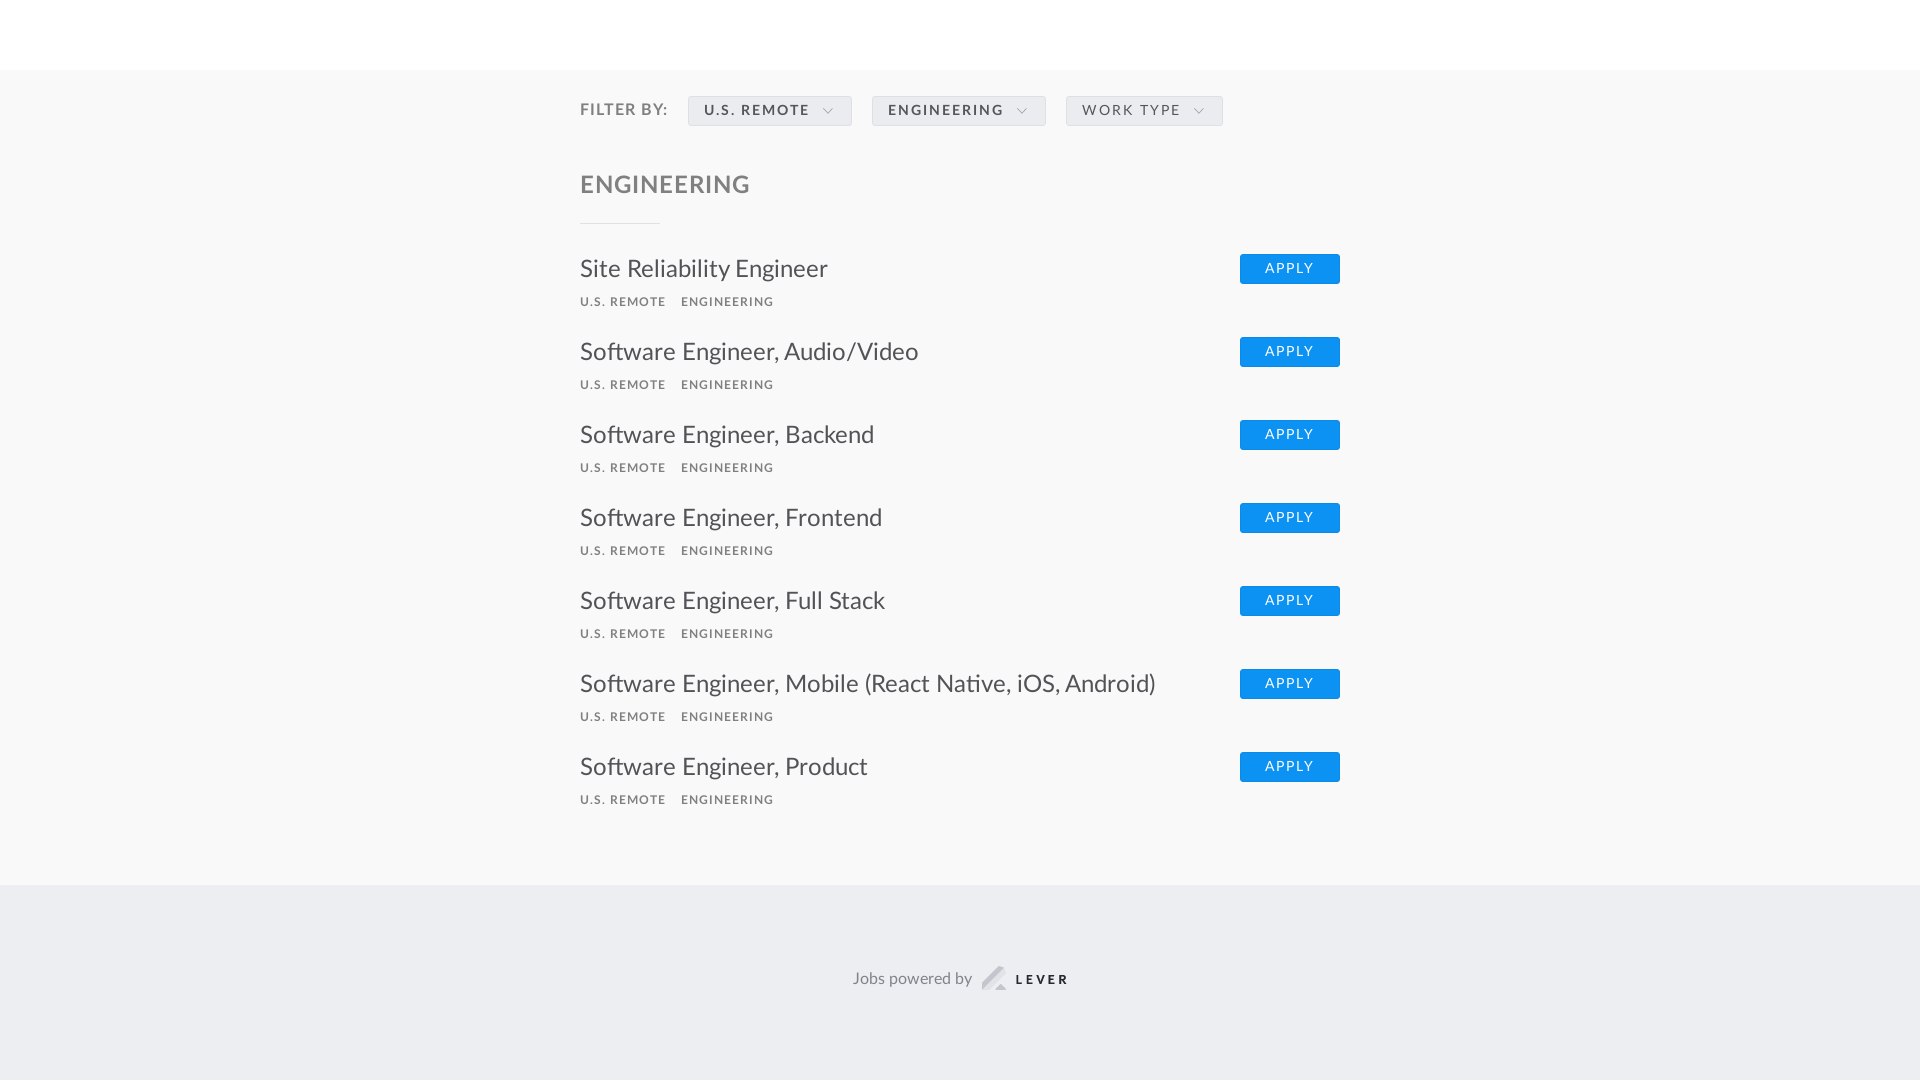 FILTER BY: U.S. REMOTE ENGINEERING WORK TYPE
ENGINEERING
Site Reliability Engineer APPLY
U.S. REMOTE ENGINEERING
Software Engineer, Audio/Video APPLY
U.S. REMOTE ENGINEERING
Software Engineer, Backend APPLY
U.S. REMOTE ENGINEERING
Software Engineer, Frontend APPLY
U.S. REMOTE ENGINEERING
Software Engineer, Full Stack APPLY
U.S. REMOTE ENGINEERING
Software Engineer, Mobile (React Native, iOS, Android) APPLY
U.S. REMOTE ENGINEERING
Software Engineer, Product APPLY
U.S. REMOTE ENGINEERING
Jobs powered by LEVER